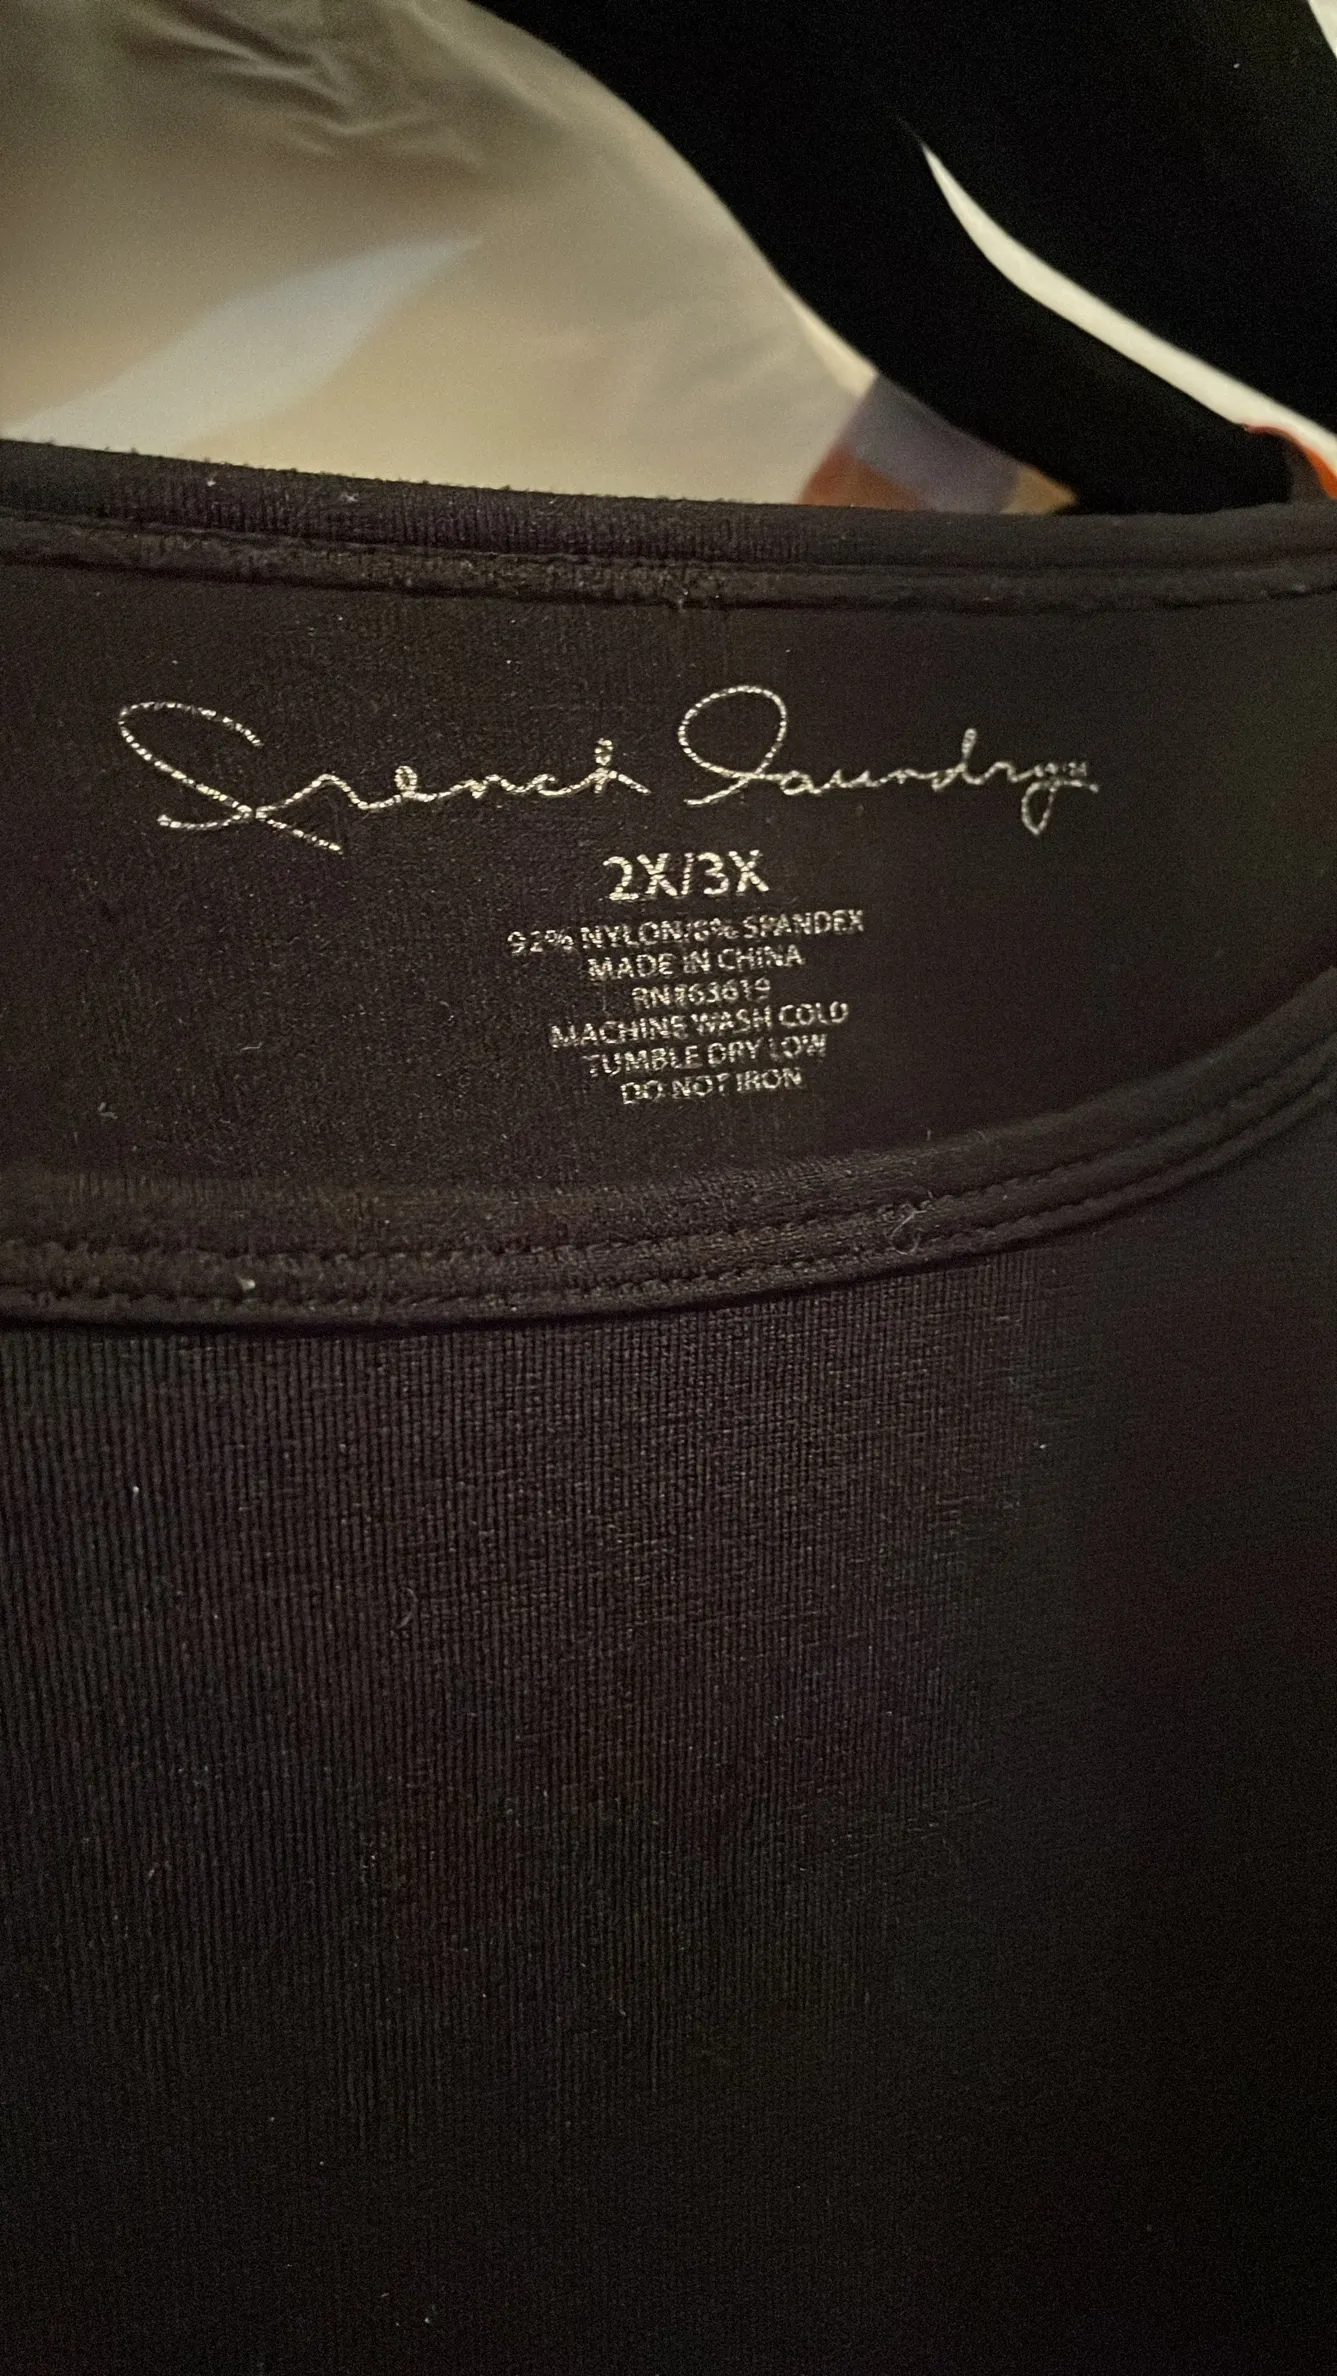 French Laundry
2X/3X
92% NYLON/8% SPANDEX
MADE IN CHINA
RN#63619
MACHINE WASH COLD
TUMBLE DRY LOW
DO NOT IRON